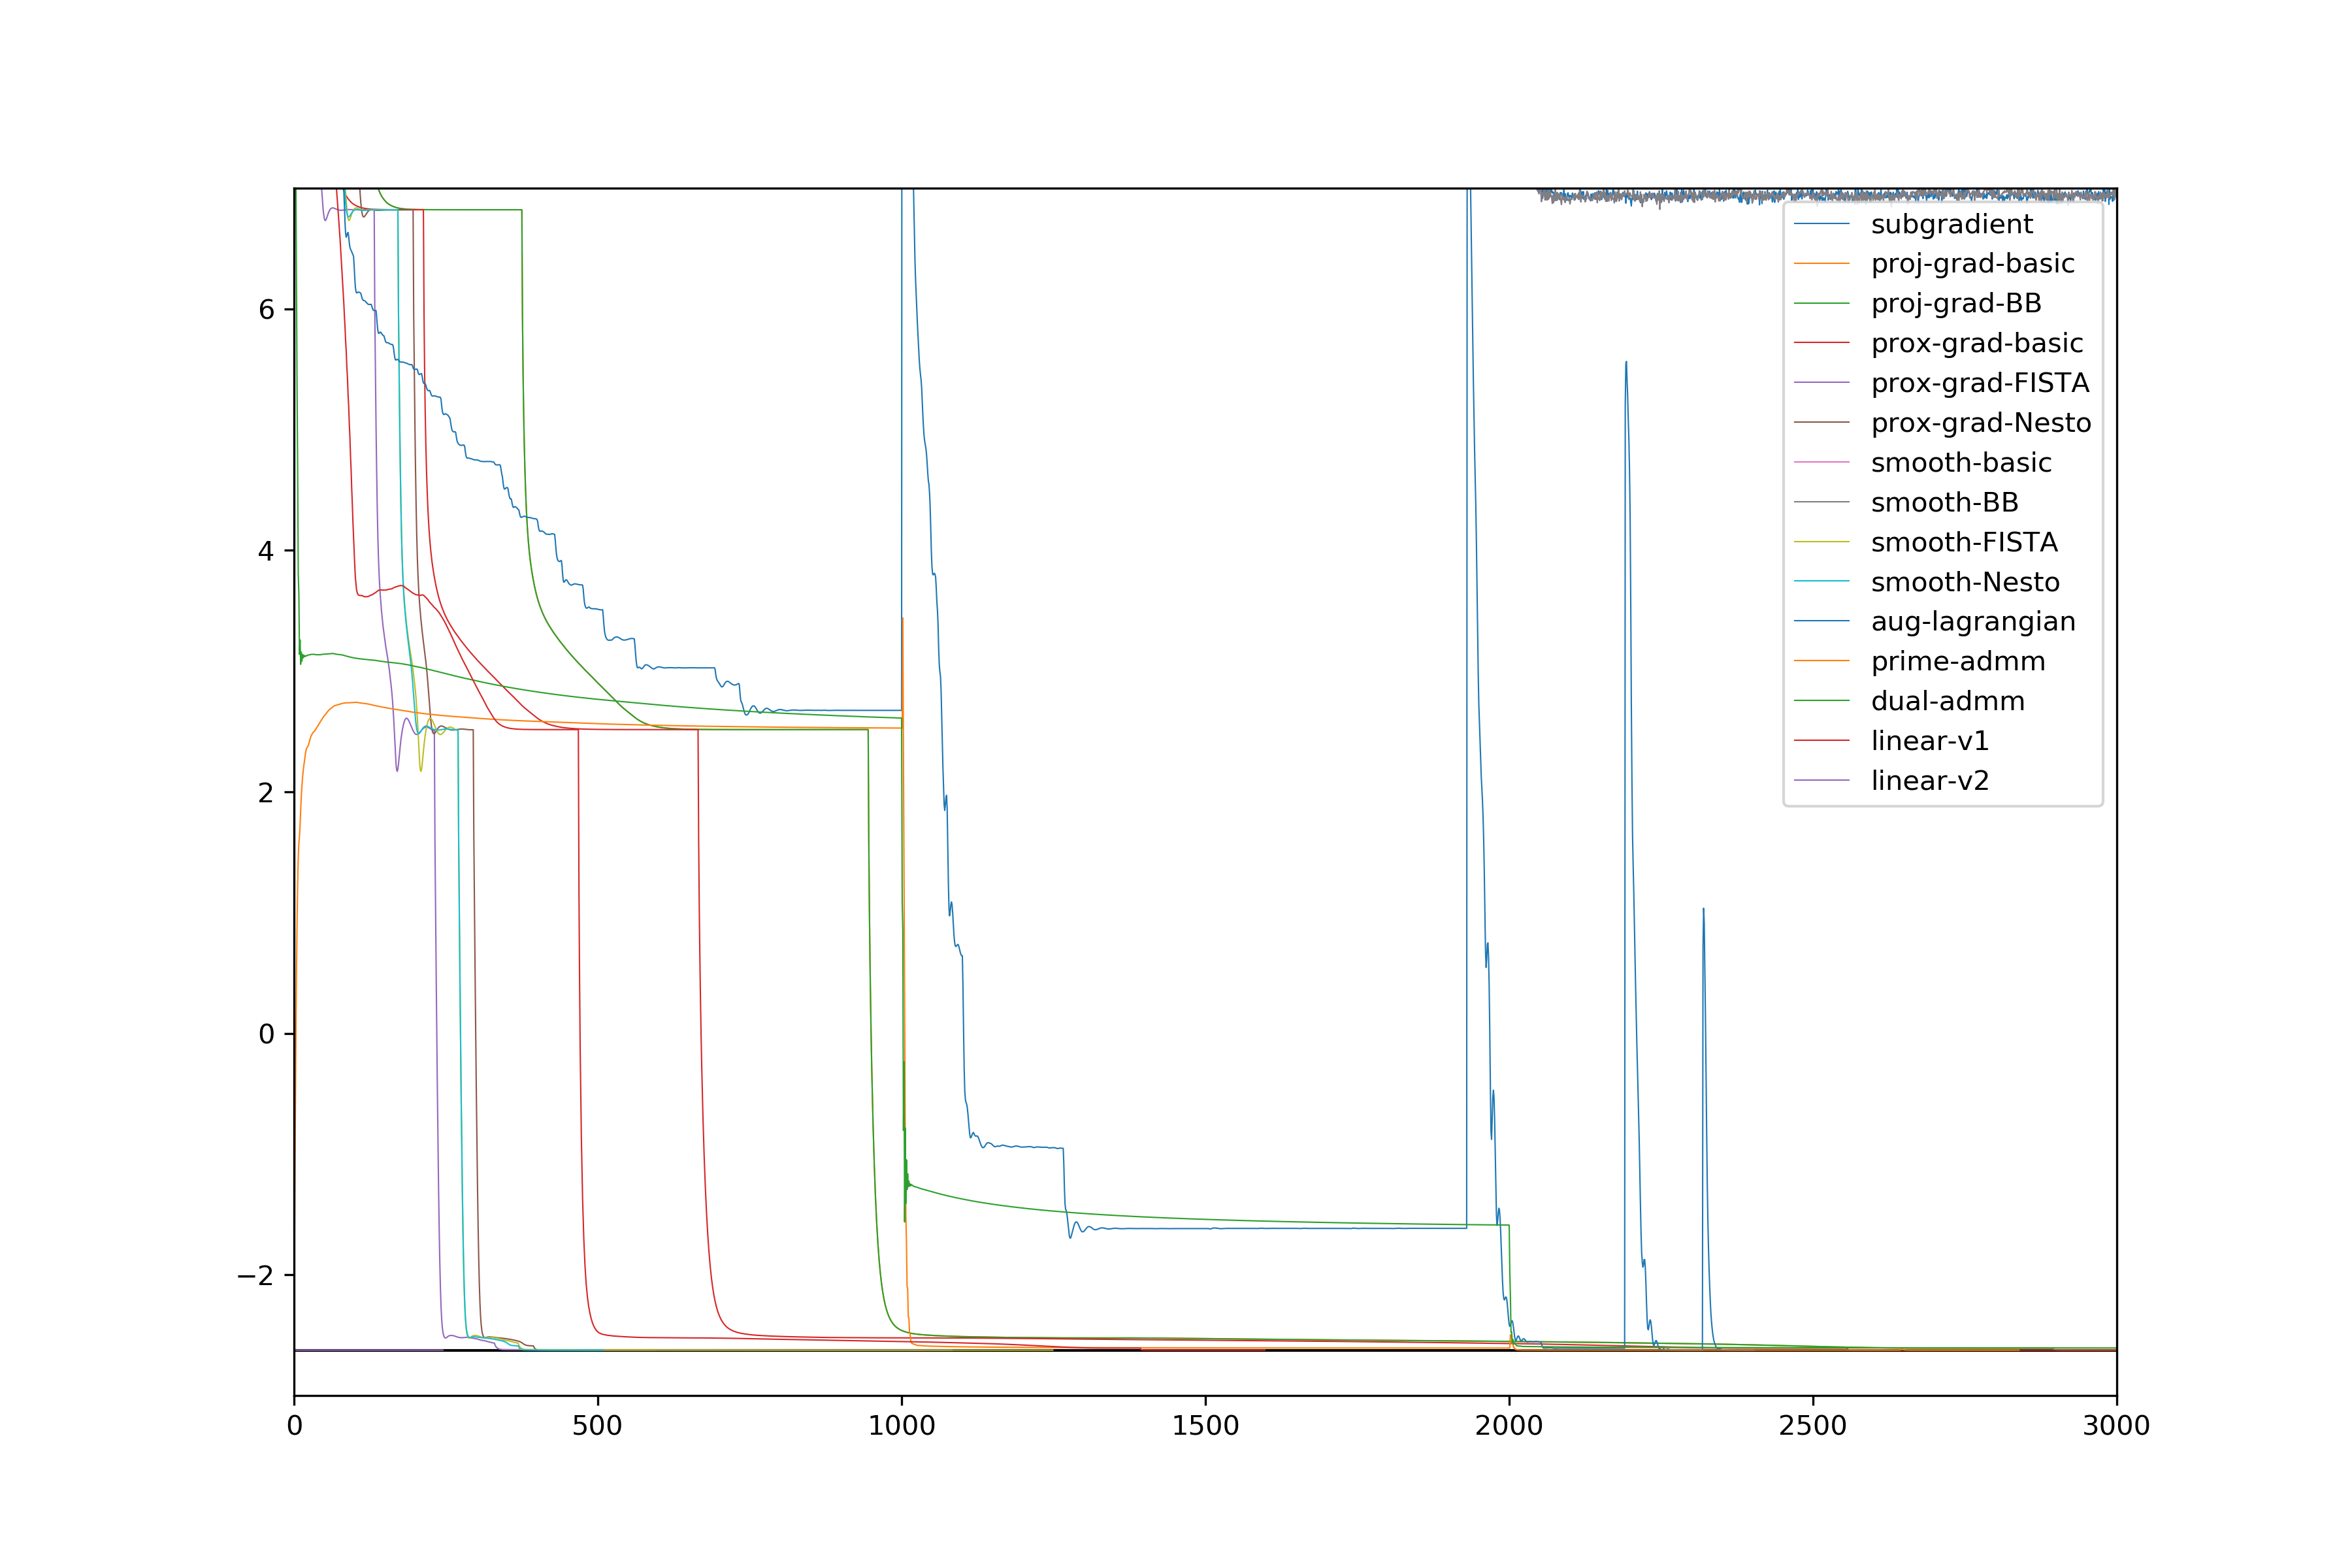 6
4
2
0
−2
0
500
1000
1500
2000
2500
3000
subgradient
proj-grad-basic
proj-grad-BB
prox-grad-basic
prox-grad-FISTA
prox-grad-Nesto
smooth-basic
smooth-BB
smooth-FISTA
smooth-Nesto
aug-lagrangian
prime-admm
dual-admm
linear-v1
linear-v2